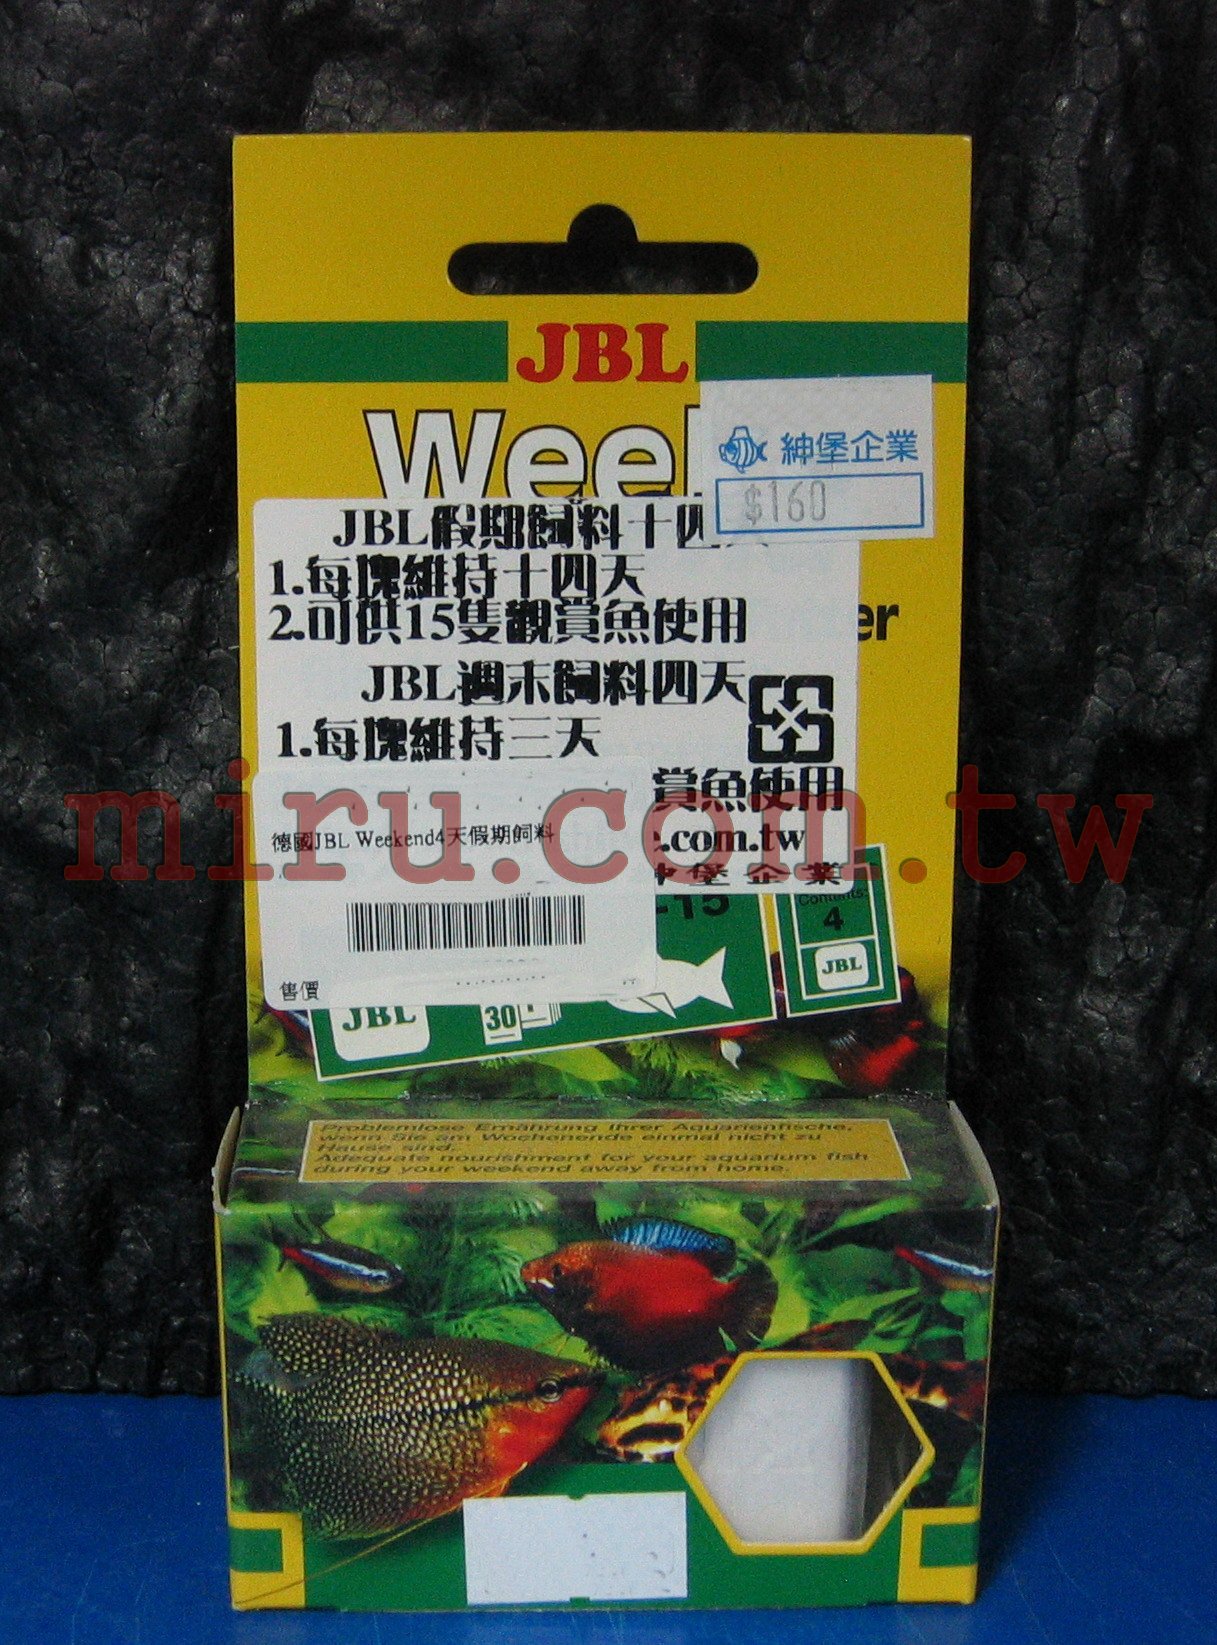 JBL
紳堡企業
$160
JBL假期飼料十四
1.每塊維持十四天
2.可供15隻觀賞魚使用
JBL週末飼料四天
1.每塊維持三天
賞魚使用
.com.tw
堡企業
miru.com.tw
德國JBL Weekend4天假期飼料
售價
-15
Contents:
4
JBL
JBL
30
Problemlose Ernährung Ihrer Aquarienfische,
wenn Sie am Wochenende einmal nicht zu
Hause sind.
Adequate nourishment for your aquarium fish
during your weekend away from home.